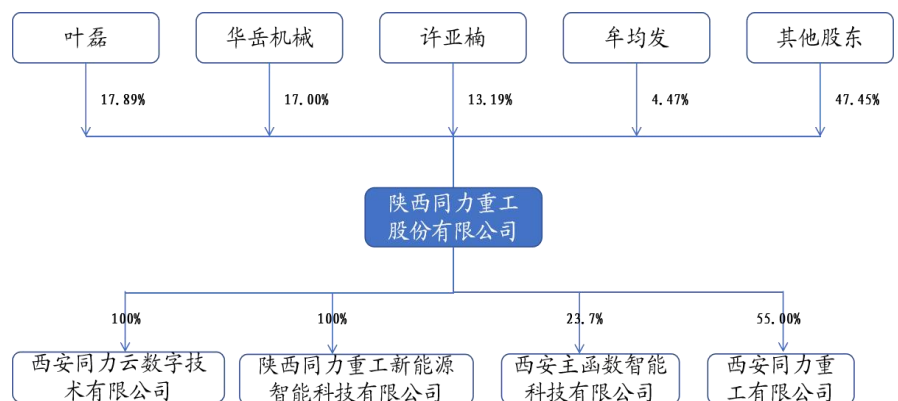 叶磊
华岳机械
许亚楠
牟均发
其他股东
17.89%
17.00%
13.19%
4.47%
47.45%
陕西同力重工
股份有限公司
100%
100%
23.7%
55.00%
西安同力云数字技
术有限公司
陕西同力重工新能源
智能科技有限公司
西安主函数智能
科技有限公司
西安同力重
工有限公司